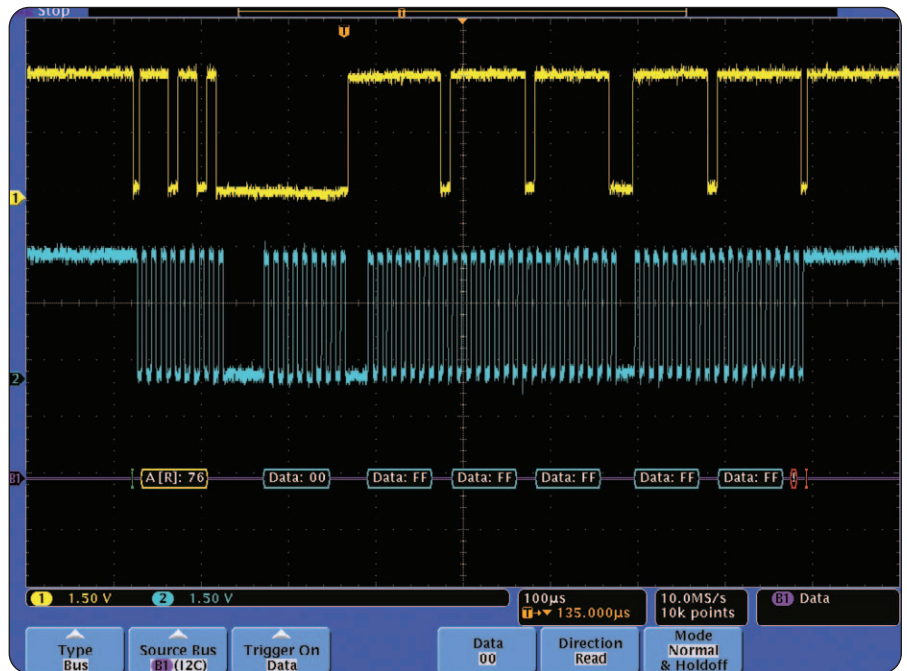 Stop
T
T
1
2
B1
A[R]: 76
Data: 00
Data: FF
Data: FF
Data: FF
Data: FF
Data: FF
!
1 1.50 V 2 1.50 V
100µs
T→▼ 135.000µs
10.0MS/s
10k points
B1 Data
Type
Bus
Source Bus
B1 (I2C)
Trigger On
Data
Data
00
Direction
Read
Mode
Normal
& Holdoff